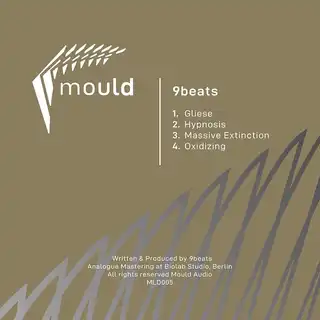 mould
9beats
1. Gliese
2. Hypnosis
3. Massive Extinction
4. Oxidizing
Written & Produced by 9beats
Analogue Mastering at Biolab Studio, Berlin
All rights reserved Mould Audio
MLD005